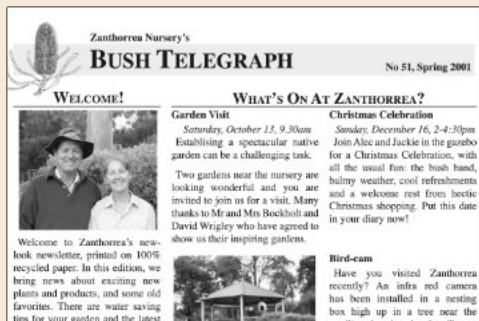 Zanthorrea Nursery's
BUSH TELEGRAPH
No 51, Spring 2001
WELCOME!
Welcome to Zanthorrea's new-
look newsletter, printed on 100%
recycled paper. In this edition, we
bring news about exciting new
plants and products, and some old
favorites. There are water saving
tips for your garden and the latest
WHAT'S ON AT ZANTHORREA?
Garden Visit
Saturday, October 13, 9.30am
Establising a spectacular native
garden can be a challenging task.
Two gardens near the nursery are
looking wonderful and you are
invited to join us for a visit. Many
thanks to Mr and Mrs Bockholt and
David Wrigley who have agreed to
show us their inspiring gardens.
Christmas Celebration
Sunday, December 16, 2-4:30pm
Join Alec and Jackie in the gazebo
for a Christmas Celebration, with
all the usual fun: the bush band,
balmy weather, cool refreshments
and a welcome rest from hectic
Christmas shopping. Put this date
in your diary now!
Bird-cam
Have you visited Zanthorrea
recently? An infra red camera
has been installed in a nesting
box high up in a tree near the